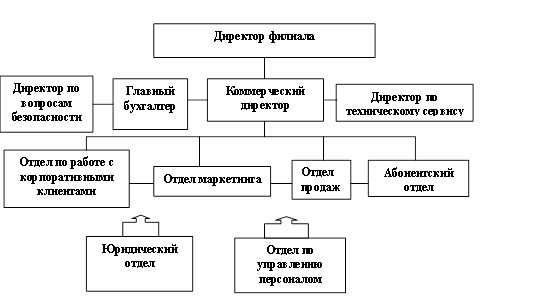 Директор филиала
Директор по
вопросам
безопасности
Главный
бухгалтер
Коммерческий
директор
Директор по
техническому сервису
Отдел по работе с
корпоративными
клиентами
Отдел маркетинга
Отдел
продаж
Абонентский
отдел
Юридический
отдел
Отдел по
управлению
персоналом